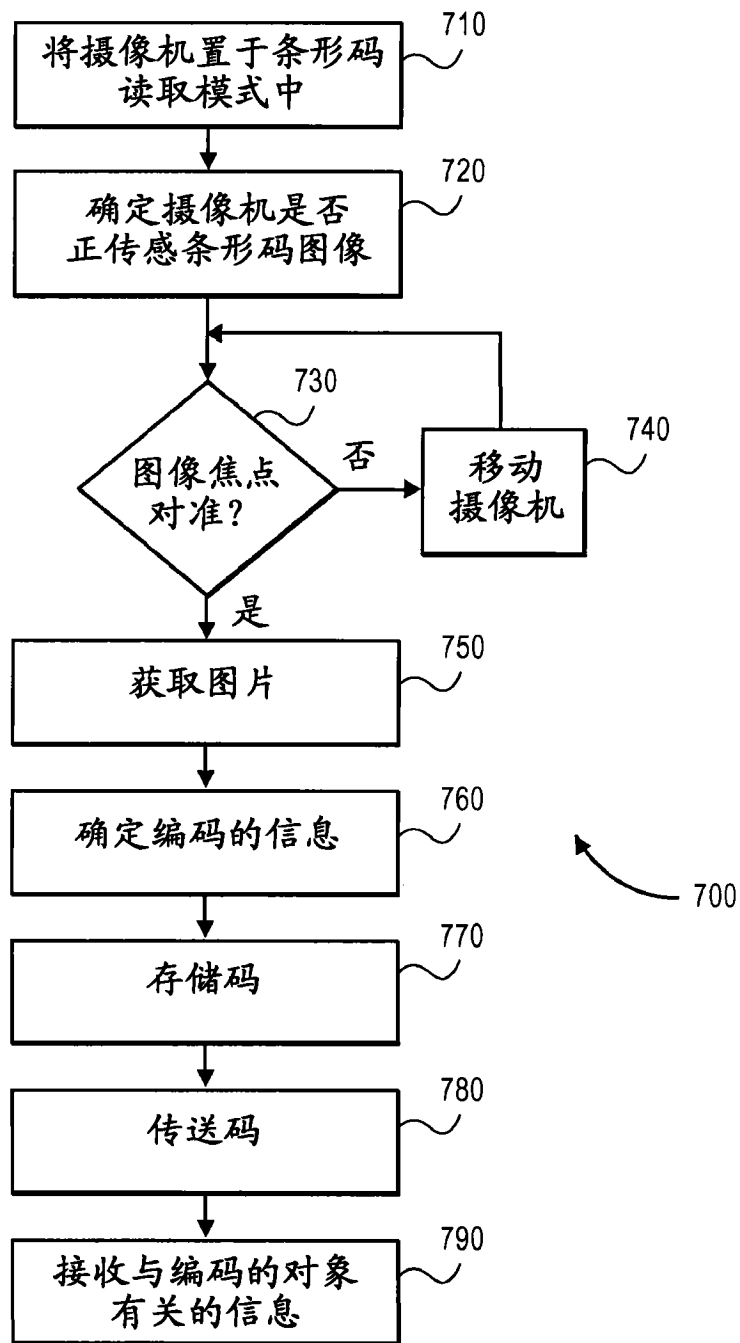 将摄像机置于条形码
读取模式中
710
确定摄像机是否
正传感条形码图像
720
图像焦点
对准？
730
否
移动
摄像机
740
是
获取图片
750
确定编码的信息
760
700
存储码
770
传送码
780
接收与编码的对象
有关的信息
790